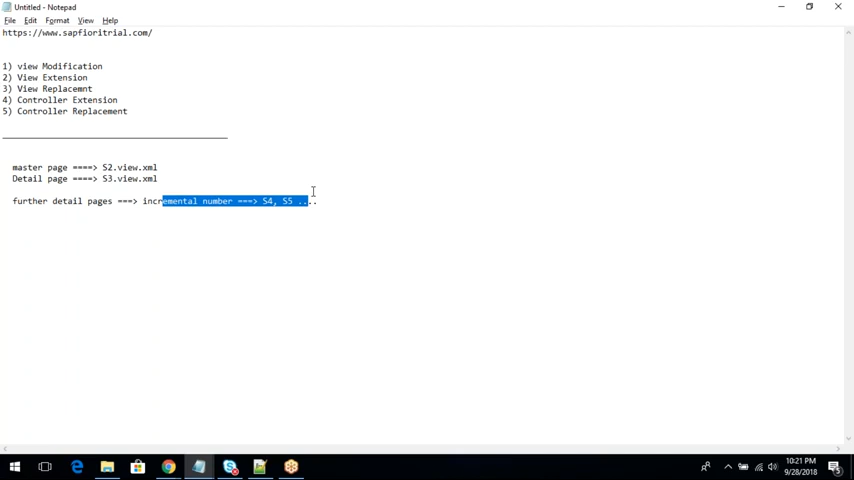 Untitled - Notepad
File Edit Format View Help
https://www.sapfioritrial.com/
1) view Modification
2) View Extension
3) View Replacemnt
4) Controller Extension
5) Controller Replacement
master page ====> S2.view.xml
Detail page ====> S3.view.xml
further detail pages ===> incremental number ===> S4, S5 ....
10:21 PM
9/28/2018